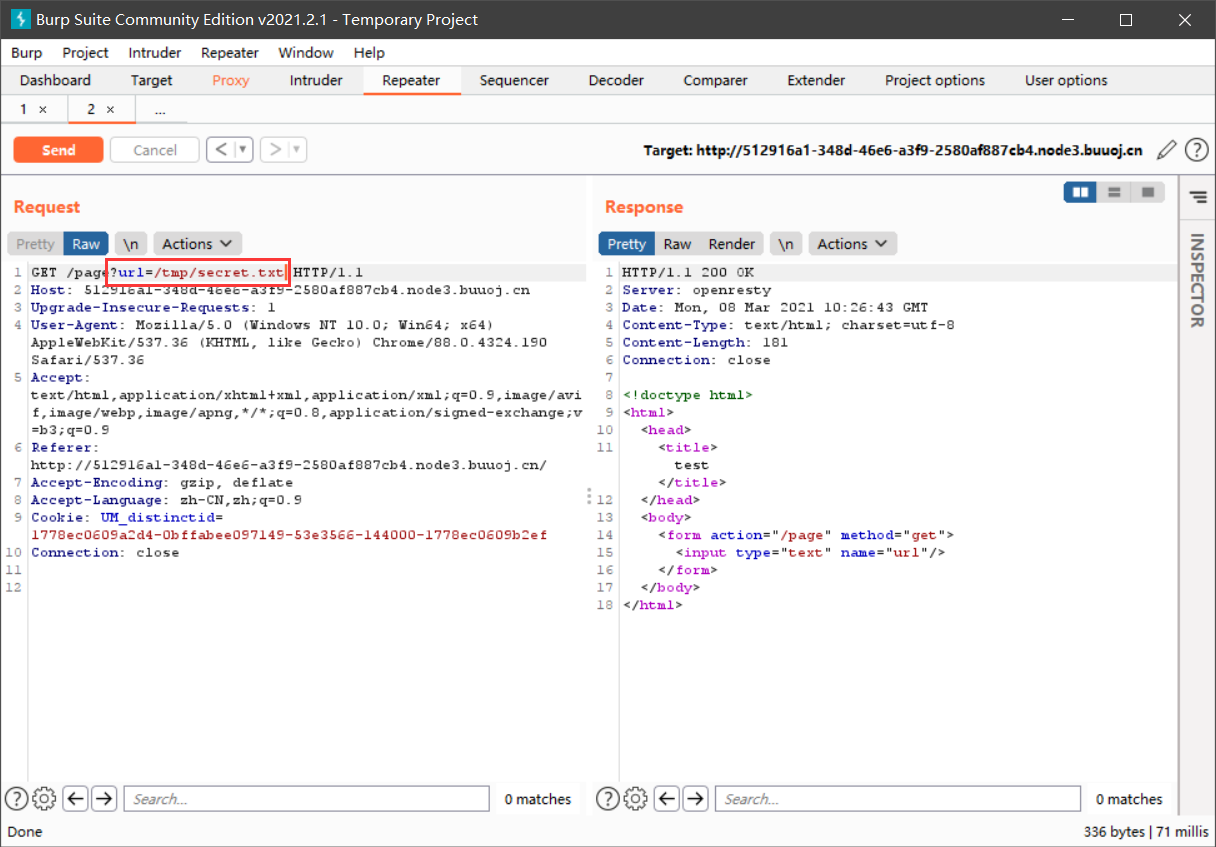 Burp Suite Community Edition v2021.2.1 - Temporary Project
Burp Project Intruder Repeater Window Help
Dashboard Target Proxy Intruder Repeater Sequencer Decoder Comparer Extender Project options User options
1 × 2 × ...
Send Cancel < > Target: http://512916a1-348d-46e6-a3f9-2580af887cb4.node3.buuoj.cn ?
Request
Pretty Raw \n Actions
1 GET /page?url=/tmp/secret.txt HTTP/1.1
2 Host: 512916a1-348d-46e6-a3f9-2580af887cb4.node3.buuoj.cn
3 Upgrade-Insecure-Requests: 1
4 User-Agent: Mozilla/5.0 (Windows NT 10.0; Win64; x64)
AppleWebKit/537.36 (KHTML, like Gecko) Chrome/88.0.4324.190
Safari/537.36
5 Accept:
text/html,application/xhtml+xml,application/xml;q=0.9,image/avi
f,image/webp,image/apng,*/*;q=0.8,application/signed-exchange;v
=b3;q=0.9
6 Referer:
http://512916a1-348d-46e6-a3f9-2580af887cb4.node3.buuoj.cn/
7 Accept-Encoding: gzip, deflate
8 Accept-Language: zh-CN,zh;q=0.9
9 Cookie: UM_distinctid=
1778ec0609a2d4-0bffabee097149-53e3566-144000-1778ec0609b2ef
10 Connection: close
11
12
? Search... 0 matches
Response
Pretty Raw Render \n Actions
1 HTTP/1.1 200 OK
2 Server: openresty
3 Date: Mon, 08 Mar 2021 10:26:43 GMT
4 Content-Type: text/html; charset=utf-8
5 Content-Length: 181
6 Connection: close
7
8 <!doctype html>
9 <html>
10 <head>
11 <title>
test
</title>
12 </head>
13 <body>
14 <form action="/page" method="get">
15 <input type="text" name="url"/>
16 </form>
17 </body>
18 </html>
? Search... 0 matches
INSPECTOR
Done
336 bytes | 71 millis